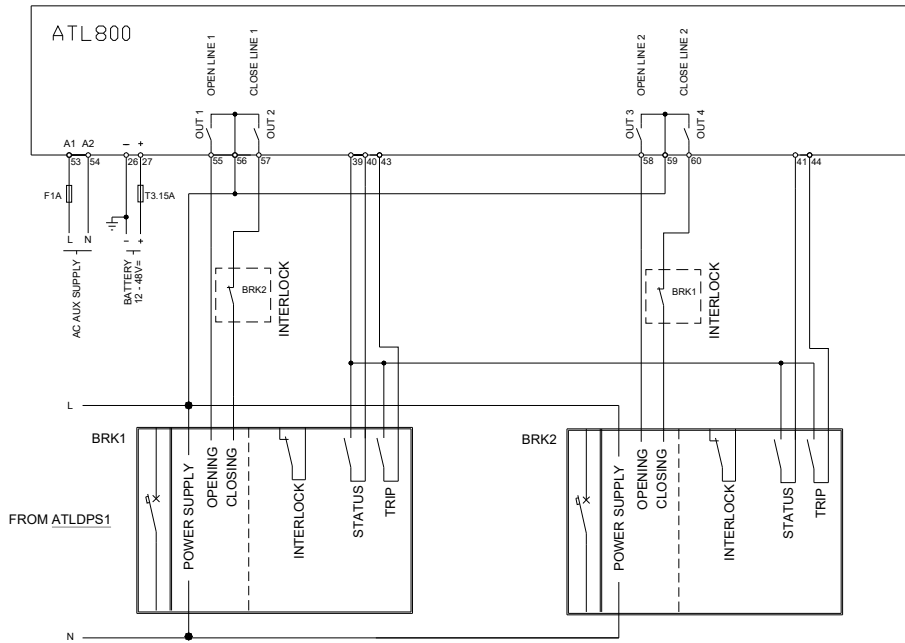 ATL800
OPEN LINE 1
CLOSE LINE 1
OPEN LINE 2
CLOSE LINE 2
OUT 1
OUT 2
OUT 3
OUT 4
A1 A2 – +
53 54 26 27 55 56 57 39 40 43 58 59 60 41 44
F1A
T3.15A
L N – +
AC AUX SUPPLY
BATTERY
12 - 48V=
BRK2
INTERLOCK
BRK1
INTERLOCK
L
BRK1
POWER SUPPLY
OPENING
CLOSING
INTERLOCK
STATUS
TRIP
BRK2
POWER SUPPLY
OPENING
CLOSING
INTERLOCK
STATUS
TRIP
FROM ATLDPS1
N